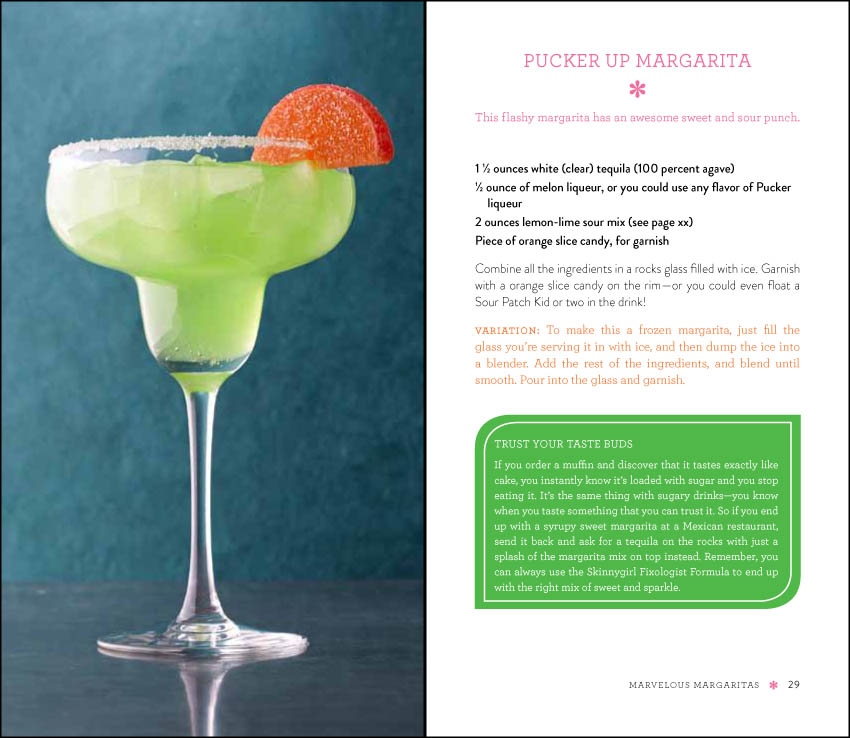 PUCKER UP MARGARITA
This flashy margarita has an awesome sweet and sour punch.
1 ½ ounces white (clear) tequila (100 percent agave)
½ ounce of melon liqueur, or you could use any flavor of Pucker
liqueur
2 ounces lemon-lime sour mix (see page xx)
Piece of orange slice candy, for garnish
Combine all the ingredients in a rocks glass filled with ice. Garnish
with a orange slice candy on the rim—or you could even float a
Sour Patch Kid or two in the drink!
VARIATION: To make this a frozen margarita, just fill the
glass you're serving it in with ice, and then dump the ice into
a blender. Add the rest of the ingredients, and blend until
smooth. Pour into the glass and garnish.
TRUST YOUR TASTE BUDS
If you order a muffin and discover that it tastes exactly like
cake, you instantly know it's loaded with sugar and you stop
eating it. It's the same thing with sugary drinks—you know
when you taste something that you can trust it. So if you end
up with a syrupy sweet margarita at a Mexican restaurant,
send it back and ask for a tequila on the rocks with just a
splash of the margarita mix on top instead. Remember, you
can always use the Skinnygirl Fixologist Formula to end up
with the right mix of sweet and sparkle.
MARVELOUS MARGARITAS * 29